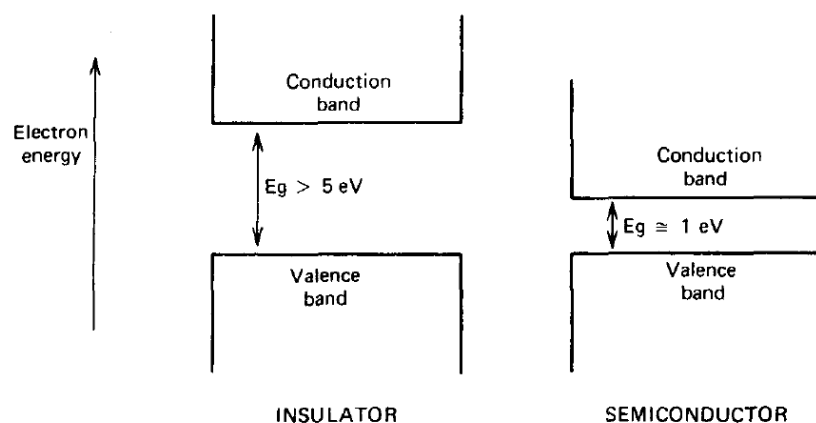 Electron
energy
Conduction
band
Eg > 5 eV
Valence
band
INSULATOR
Conduction
band
Eg ≅ 1 eV
Valence
band
SEMICONDUCTOR